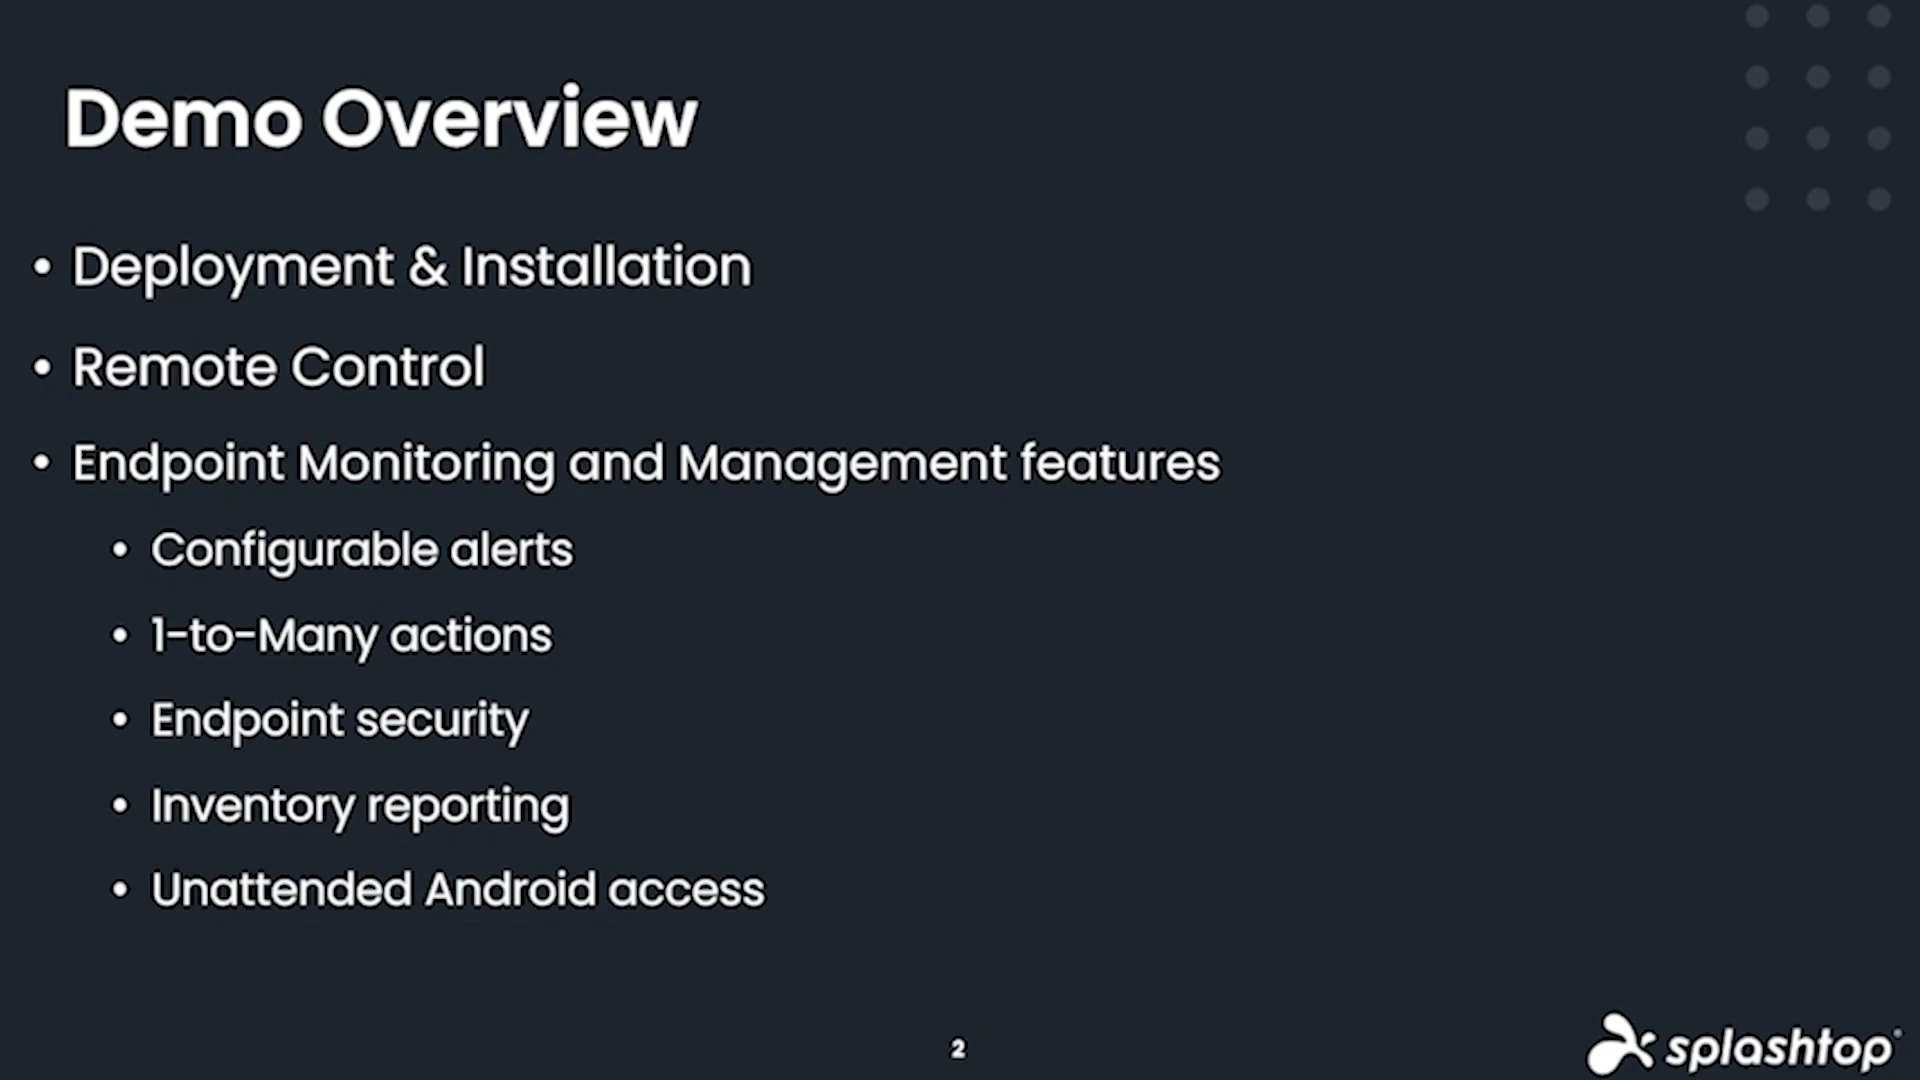 Demo Overview
• Deployment & Installation
• Remote Control
• Endpoint Monitoring and Management features
• Configurable alerts
• 1-to-Many actions
• Endpoint security
• Inventory reporting
• Unattended Android access
2
splashtop